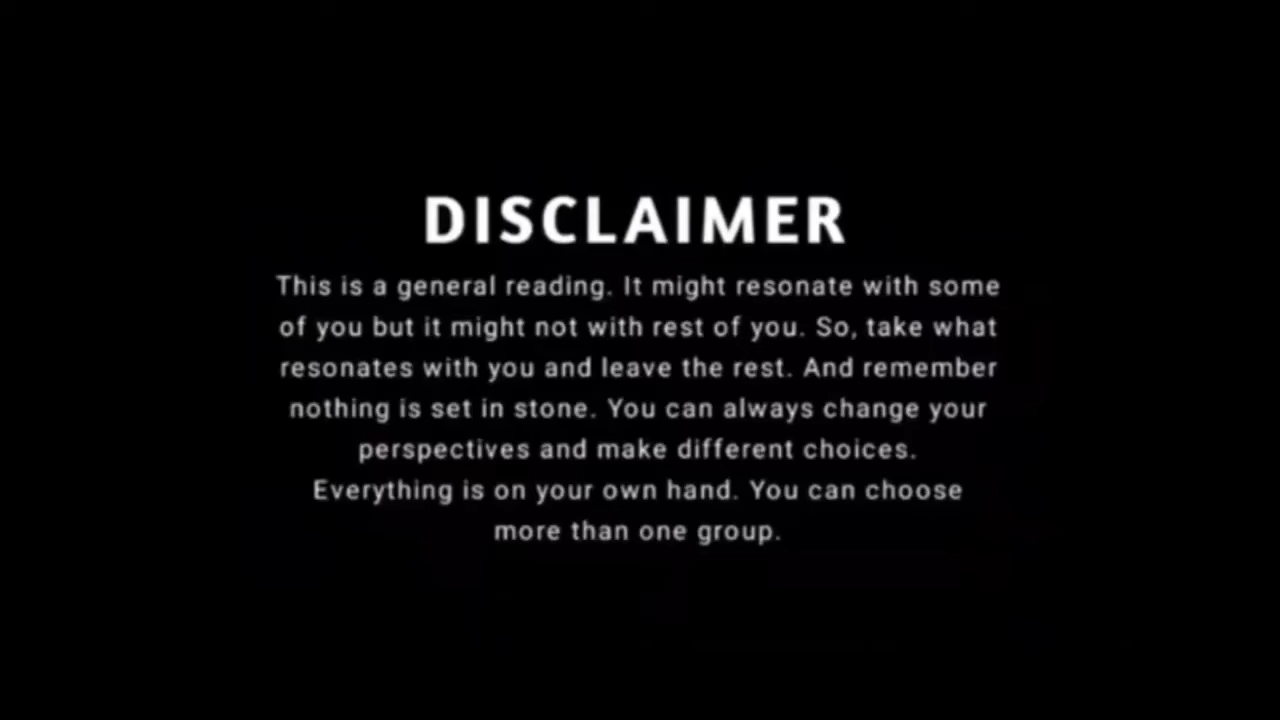 DISCLAIMER
This is a general reading. It might resonate with some
of you but it might not with rest of you. So, take what
resonates with you and leave the rest. And remember
nothing is set in stone. You can always change your
perspectives and make different choices.
Everything is on your own hand. You can choose
more than one group.